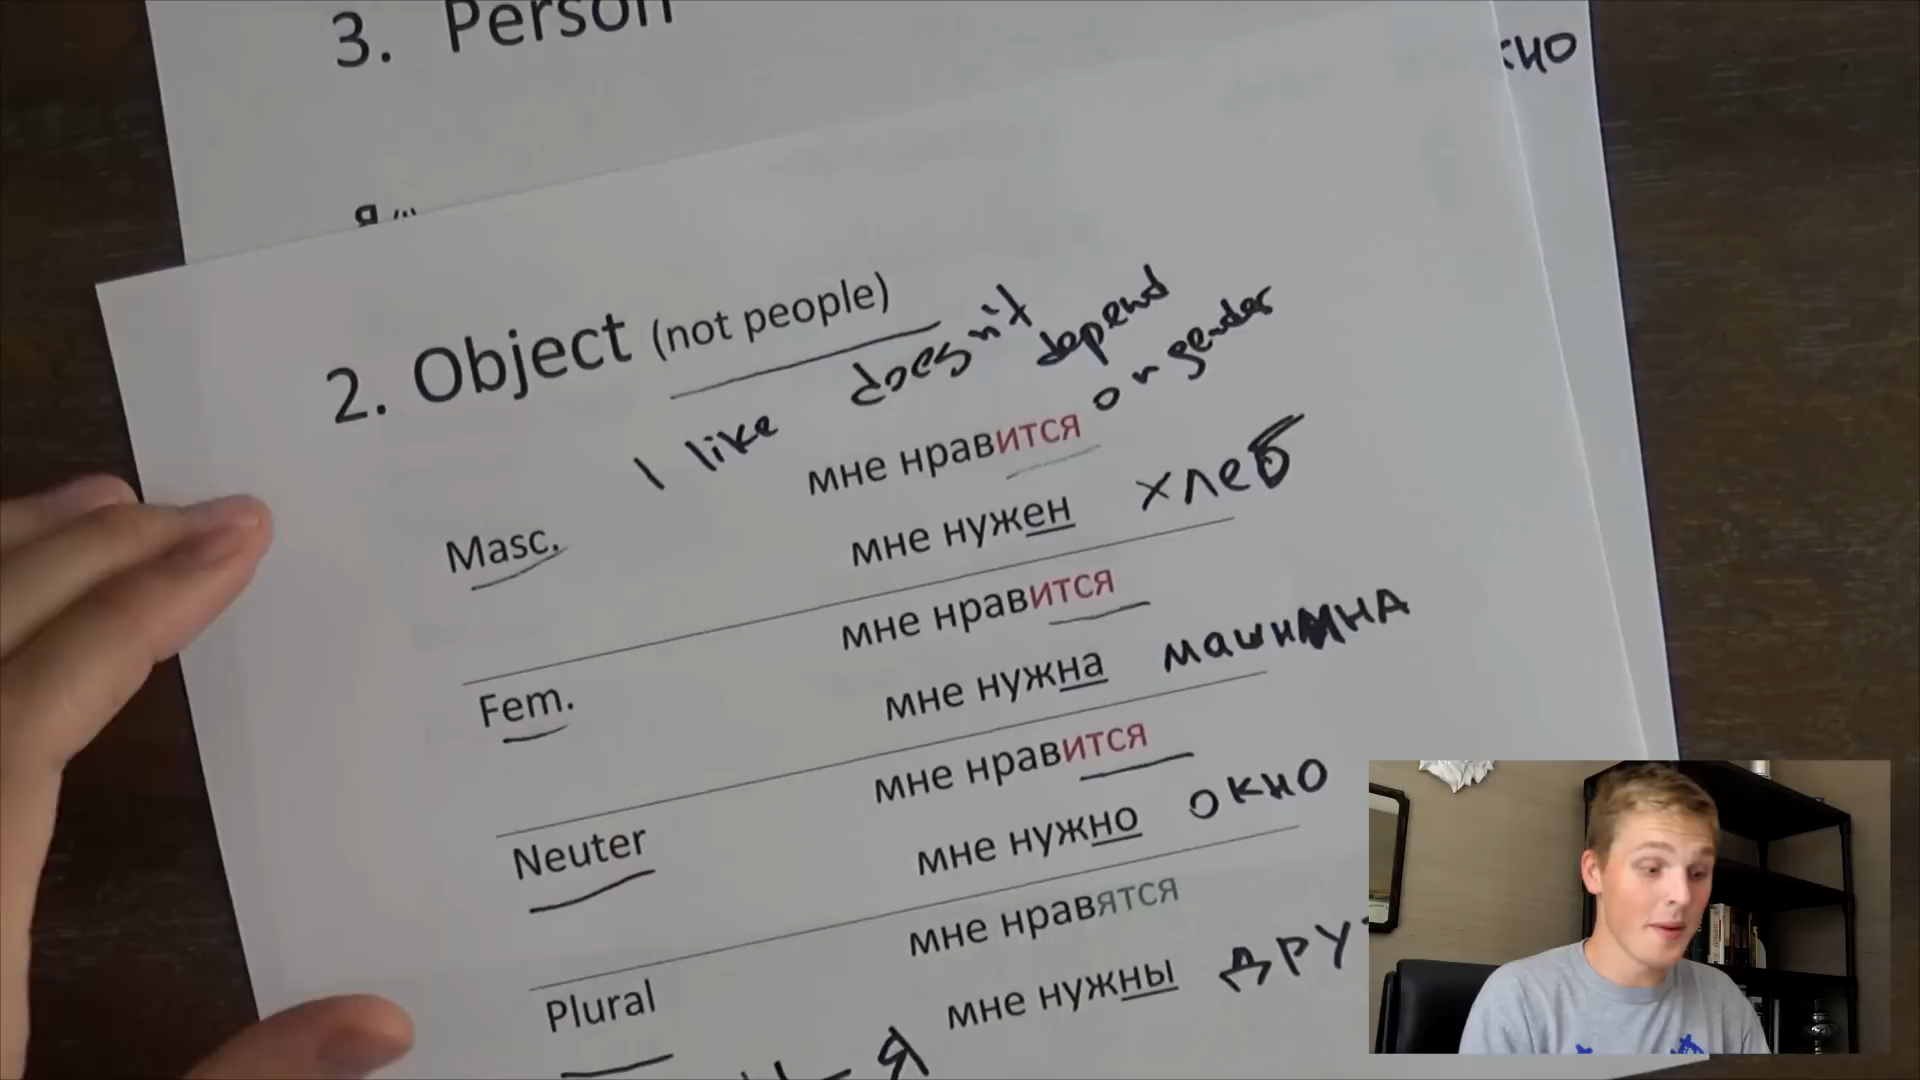 3. Person
я ...
2. Object (not people)
I like doesn't depend on gender
мне нравится
Masc. мне нужен хлеб
мне нравится
Fem. мне нужна машина
мне нравится
Neuter мне нужно окно
мне нравятся
Plural мне нужны
я